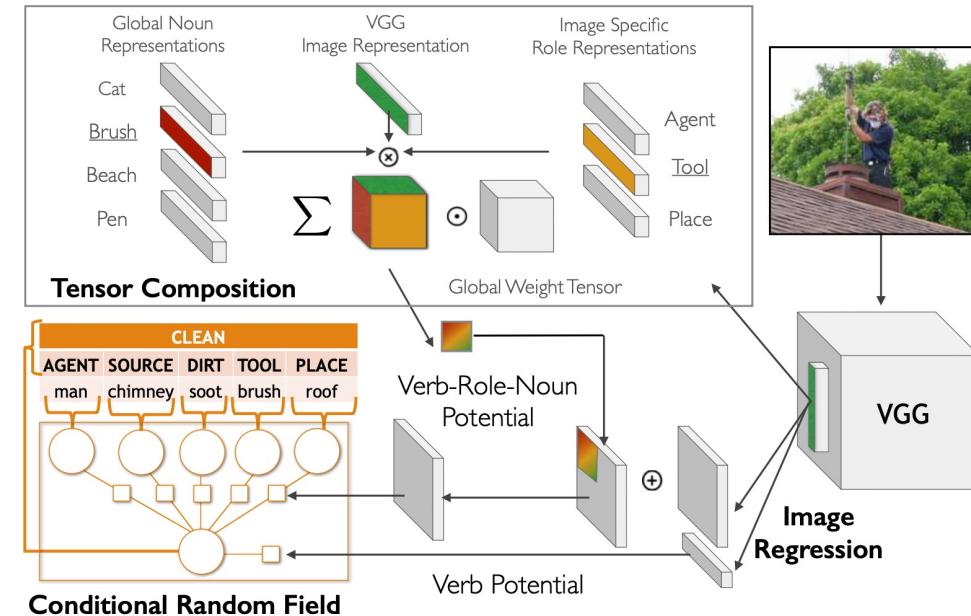 Global Noun
Representations
VGG
Image Representation
Image Specific
Role Representations
Cat
Brush
Beach
Pen
Agent
Tool
Place
∑
Tensor Composition
Global Weight Tensor
CLEAN
AGENT SOURCE DIRT TOOL PLACE
man chimney soot brush roof
Verb-Role-Noun
Potential
VGG
Image
Regression
Verb Potential
Conditional Random Field